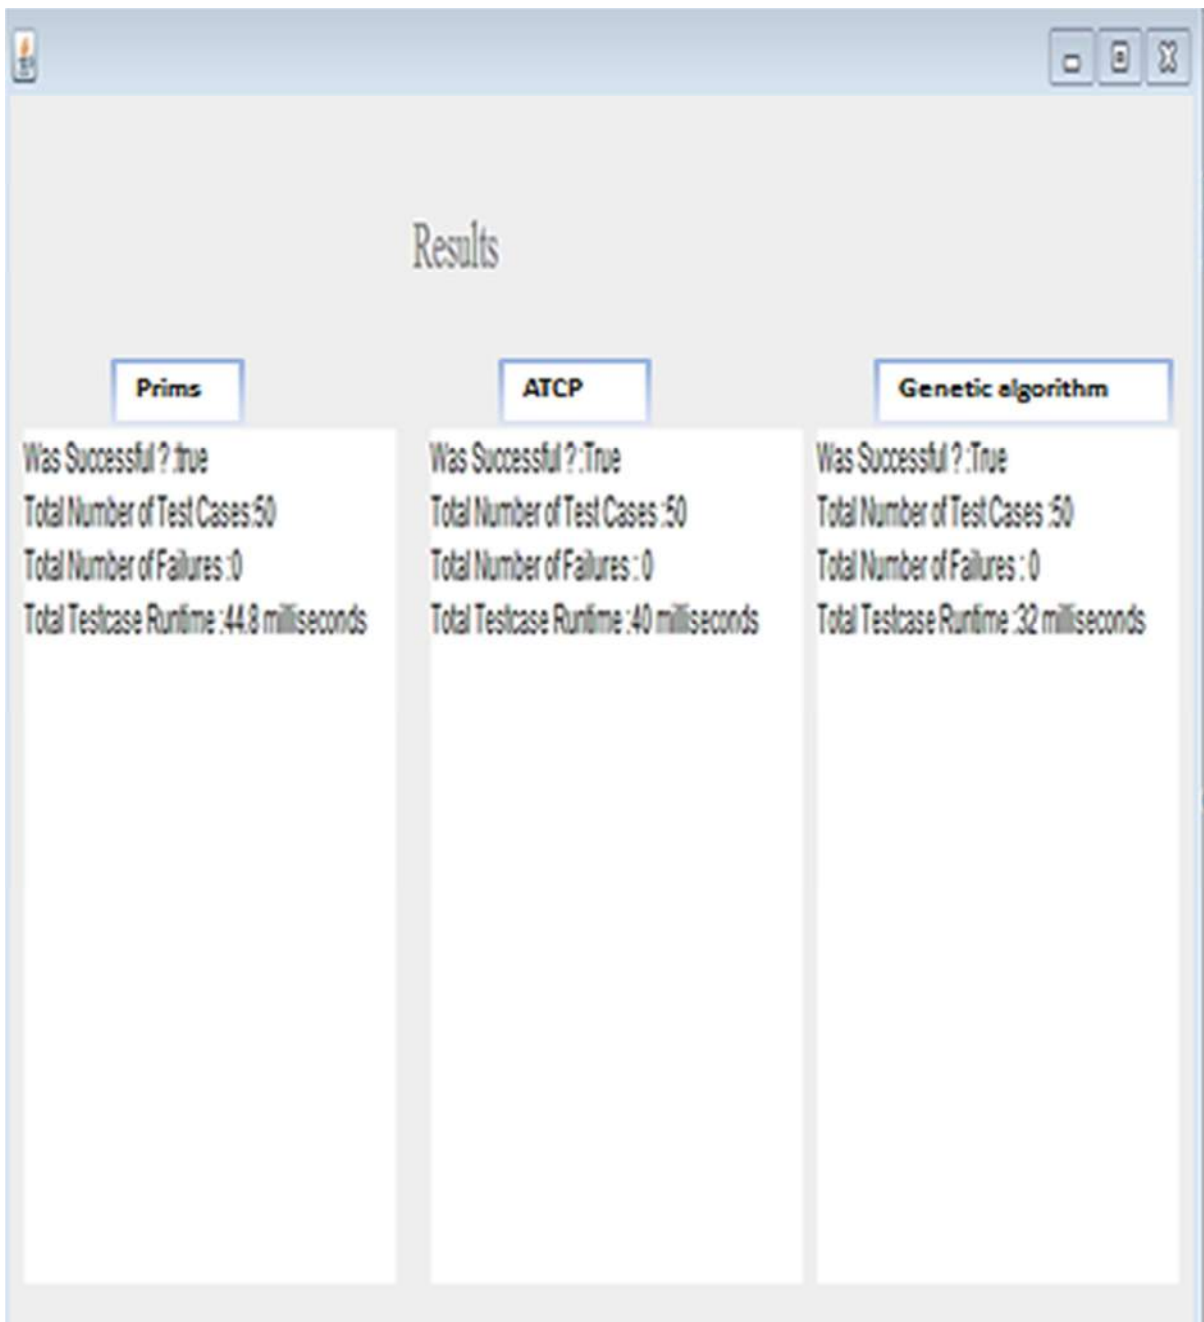 Results
Prims
Was Successful ? :true
Total Number of Test Cases:50
Total Number of Failures :0
Total Testcase Runtime :44.8 milliseconds
ATCP
Was Successful ? :True
Total Number of Test Cases :50
Total Number of Failures : 0
Total Testcase Runtime :40 milliseconds
Genetic algorithm
Was Successful ? :True
Total Number of Test Cases :50
Total Number of Failures : 0
Total Testcase Runtime :32 milliseconds